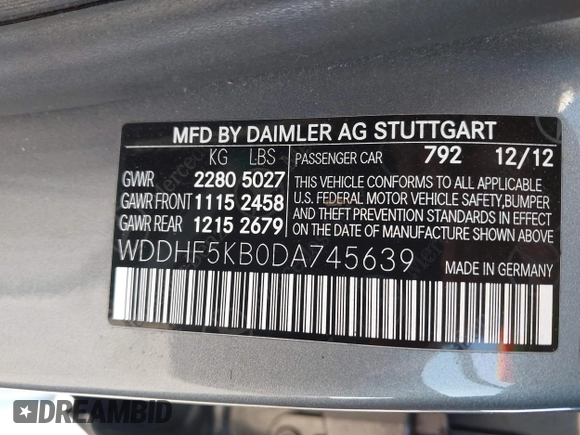 MFD BY DAIMLER AG STUTTGART
KG LBS PASSENGER CAR 792 12/12
GVWR 2280 5027
GAWR FRONT 1115 2458
GAWR REAR 1215 2679
THIS VEHICLE CONFORMS TO ALL APPLICABLE
U.S. FEDERAL MOTOR VEHICLE SAFETY, BUMPER
AND THEFT PREVENTION STANDARDS IN EFFECT
ON THE DATE OF MANUFACTURE SHOWN ABOVE
WDDHF5KB0DA745639 MADE IN GERMANY
DREAMBID